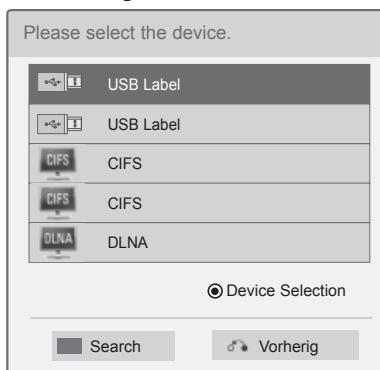 Please select the device.
USB Label
USB Label
CIFS CIFS
CIFS CIFS
DLNA DLNA
Device Selection
Search Vorherig